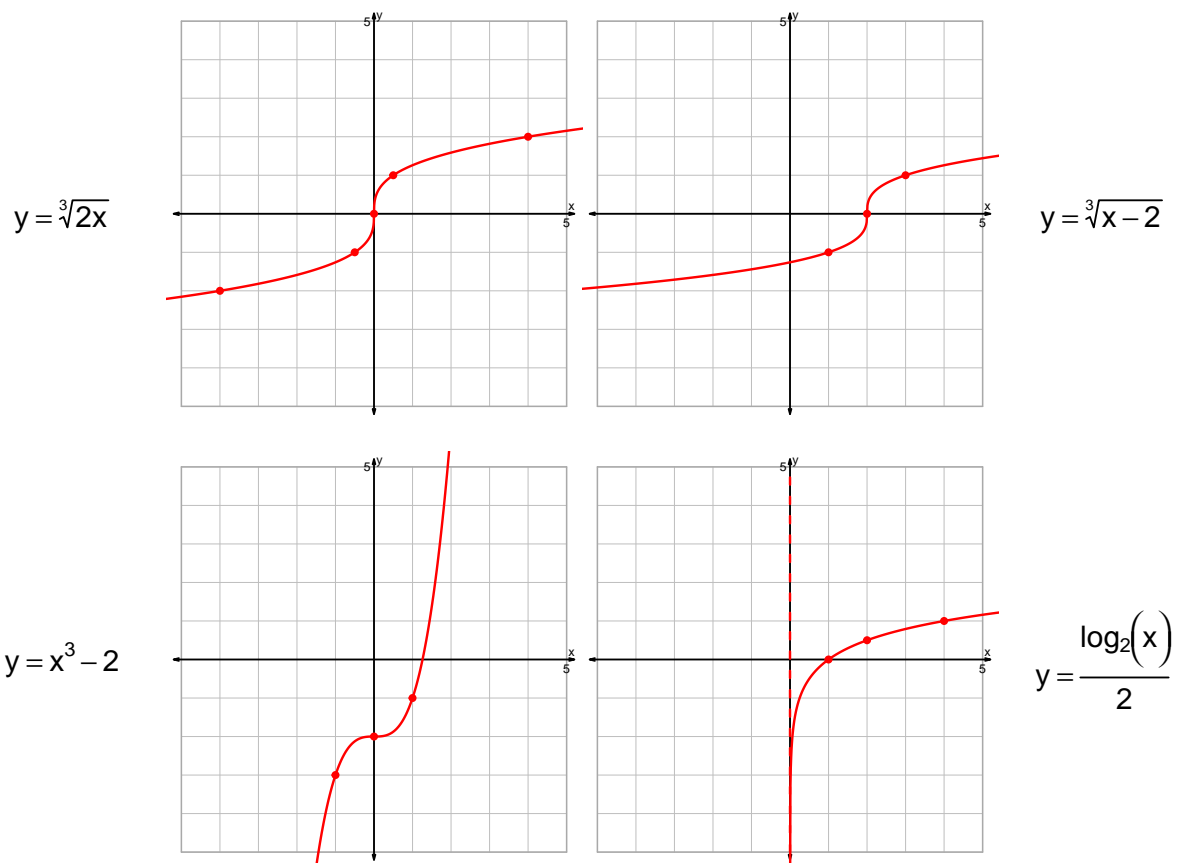 5 y
x
5
y = ∛(2x)
5 y
x
5
y = ∛(x − 2)
5 y
x
5
y = x³ − 2
5 y
x
5
y = log₂(x) / 2